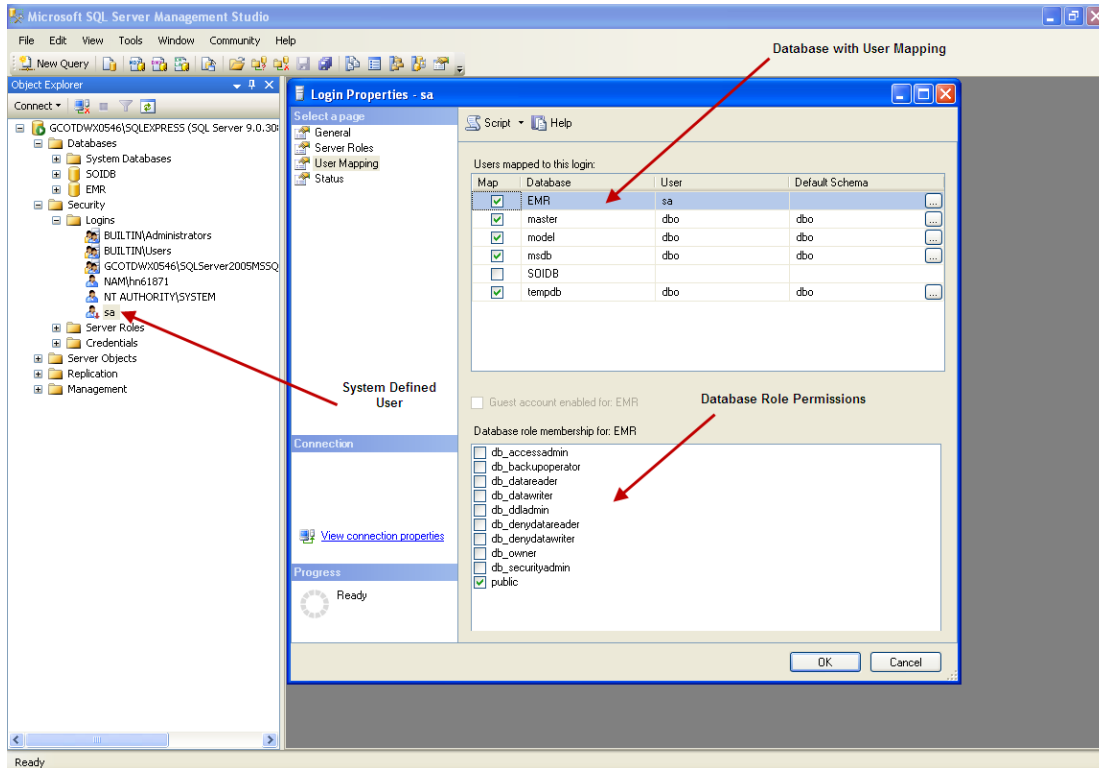 Microsoft SQL Server Management Studio
File Edit View Tools Window Community Help
New Query
Database with User Mapping
Object Explorer
Connect
GCOTDWX0546\SQLEXPRESS (SQL Server 9.0.30
Databases
System Databases
SOIDB
EMR
Security
Logins
BUILTIN\Administrators
BUILTIN\Users
GCOTDWX0546\SQLServer2005MSSQ
NAM\hn61871
NT AUTHORITY\SYSTEM
sa
Server Roles
Credentials
Server Objects
Replication
Management
System Defined
User
Login Properties - sa
Select a page
General
Server Roles
User Mapping
Status
Connection
View connection properties
Progress
Ready
Script Help
Users mapped to this login:
Map Database User Default Schema
EMR sa ...
master dbo dbo ...
model dbo dbo ...
msdb dbo dbo ...
SOIDB
tempdb dbo dbo ...
Guest account enabled for: EMR
Database Role Permissions
Database role membership for: EMR
db_accessadmin
db_backupoperator
db_datareader
db_datawriter
db_ddladmin
db_denydatareader
db_denydatawriter
db_owner
db_securityadmin
public
OK Cancel
Ready